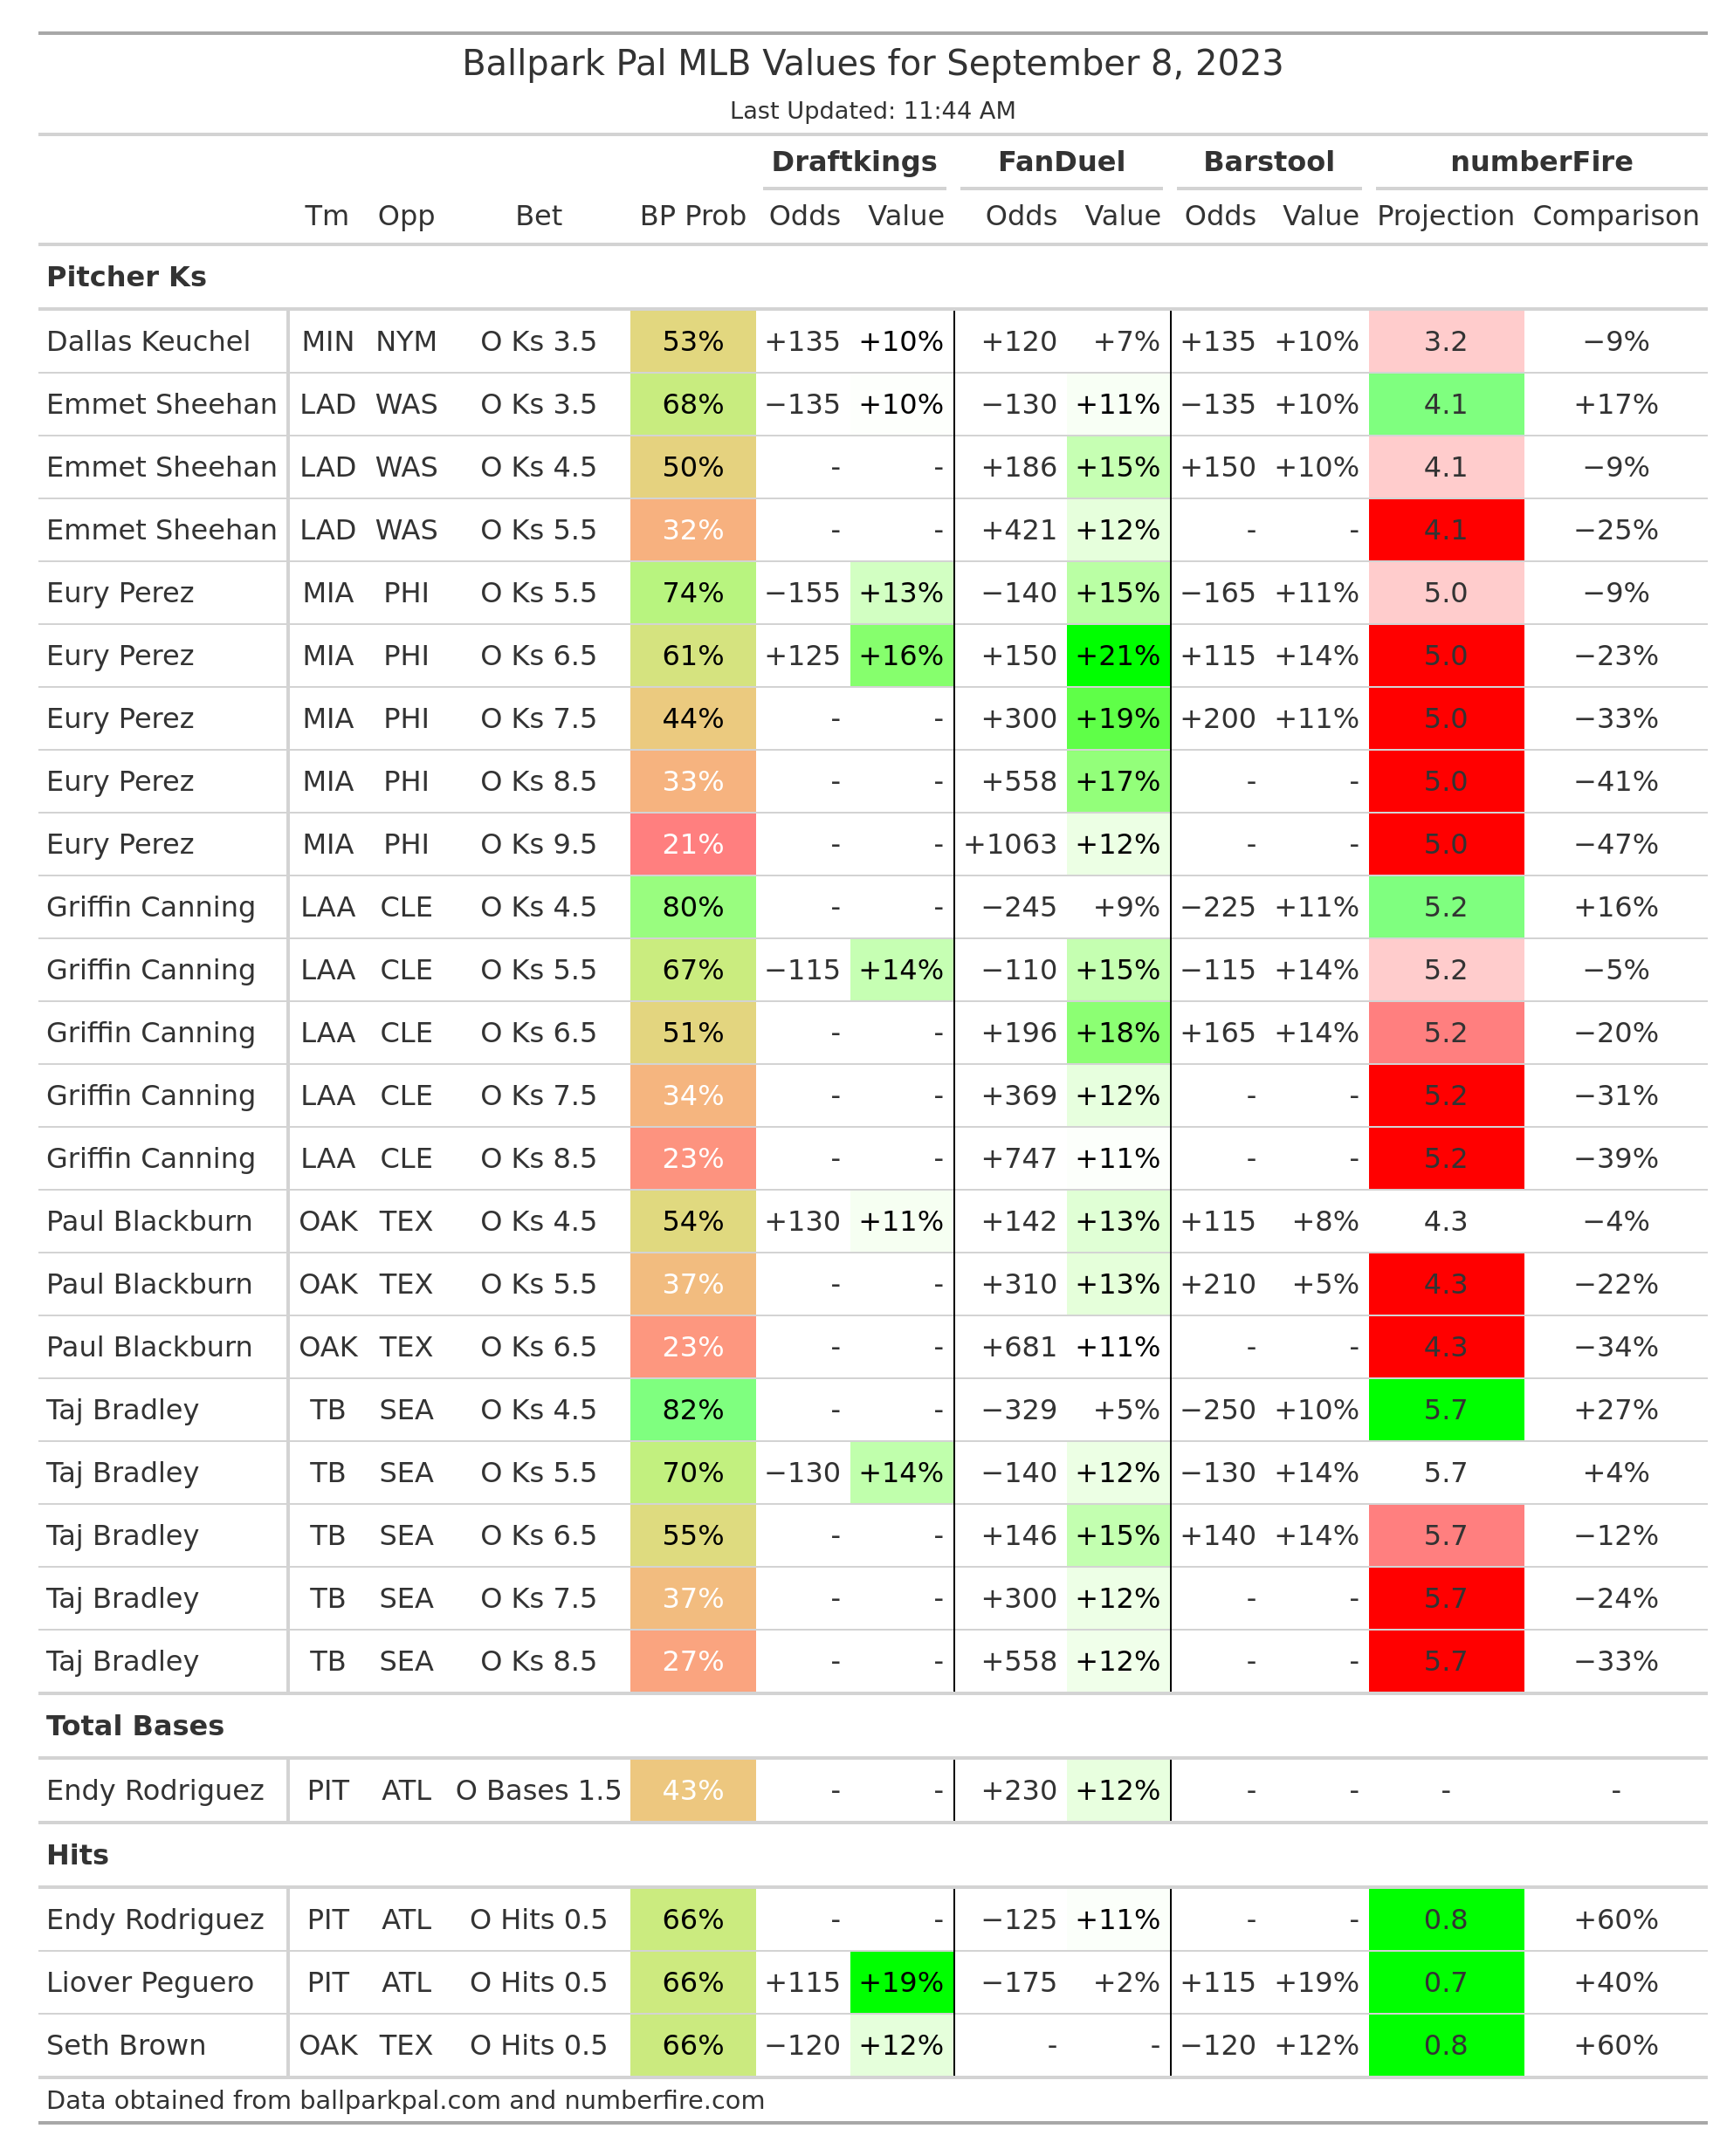 Ballpark Pal MLB Values for September 8, 2023
Last Updated: 11:44 AM
Draftkings FanDuel Barstool numberFire
Tm Opp Bet BP Prob Odds Value Odds Value Odds Value Projection Comparison
Pitcher Ks
Dallas Keuchel MIN NYM O Ks 3.5 53% +135 +10% +120 +7% +135 +10% 3.2 −9%
Emmet Sheehan LAD WAS O Ks 3.5 68% −135 +10% −130 +11% −135 +10% 4.1 +17%
Emmet Sheehan LAD WAS O Ks 4.5 50% - - +186 +15% +150 +10% 4.1 −9%
Emmet Sheehan LAD WAS O Ks 5.5 32% - - +421 +12% - - 4.1 −25%
Eury Perez MIA PHI O Ks 5.5 74% −155 +13% −140 +15% −165 +11% 5.0 −9%
Eury Perez MIA PHI O Ks 6.5 61% +125 +16% +150 +21% +115 +14% 5.0 −23%
Eury Perez MIA PHI O Ks 7.5 44% - - +300 +19% +200 +11% 5.0 −33%
Eury Perez MIA PHI O Ks 8.5 33% - - +558 +17% - - 5.0 −41%
Eury Perez MIA PHI O Ks 9.5 21% - - +1063 +12% - - 5.0 −47%
Griffin Canning LAA CLE O Ks 4.5 80% - - −245 +9% −225 +11% 5.2 +16%
Griffin Canning LAA CLE O Ks 5.5 67% −115 +14% −110 +15% −115 +14% 5.2 −5%
Griffin Canning LAA CLE O Ks 6.5 51% - - +196 +18% +165 +14% 5.2 −20%
Griffin Canning LAA CLE O Ks 7.5 34% - - +369 +12% - - 5.2 −31%
Griffin Canning LAA CLE O Ks 8.5 23% - - +747 +11% - - 5.2 −39%
Paul Blackburn OAK TEX O Ks 4.5 54% +130 +11% +142 +13% +115 +8% 4.3 −4%
Paul Blackburn OAK TEX O Ks 5.5 37% - - +310 +13% +210 +5% 4.3 −22%
Paul Blackburn OAK TEX O Ks 6.5 23% - - +681 +11% - - 4.3 −34%
Taj Bradley TB SEA O Ks 4.5 82% - - −329 +5% −250 +10% 5.7 +27%
Taj Bradley TB SEA O Ks 5.5 70% −130 +14% −140 +12% −130 +14% 5.7 +4%
Taj Bradley TB SEA O Ks 6.5 55% - - +146 +15% +140 +14% 5.7 −12%
Taj Bradley TB SEA O Ks 7.5 37% - - +300 +12% - - 5.7 −24%
Taj Bradley TB SEA O Ks 8.5 27% - - +558 +12% - - 5.7 −33%
Total Bases
Endy Rodriguez PIT ATL O Bases 1.5 43% - - +230 +12% - - - -
Hits
Endy Rodriguez PIT ATL O Hits 0.5 66% - - −125 +11% - - 0.8 +60%
Liover Peguero PIT ATL O Hits 0.5 66% +115 +19% −175 +2% +115 +19% 0.7 +40%
Seth Brown OAK TEX O Hits 0.5 66% −120 +12% - - −120 +12% 0.8 +60%
Data obtained from ballparkpal.com and numberfire.com